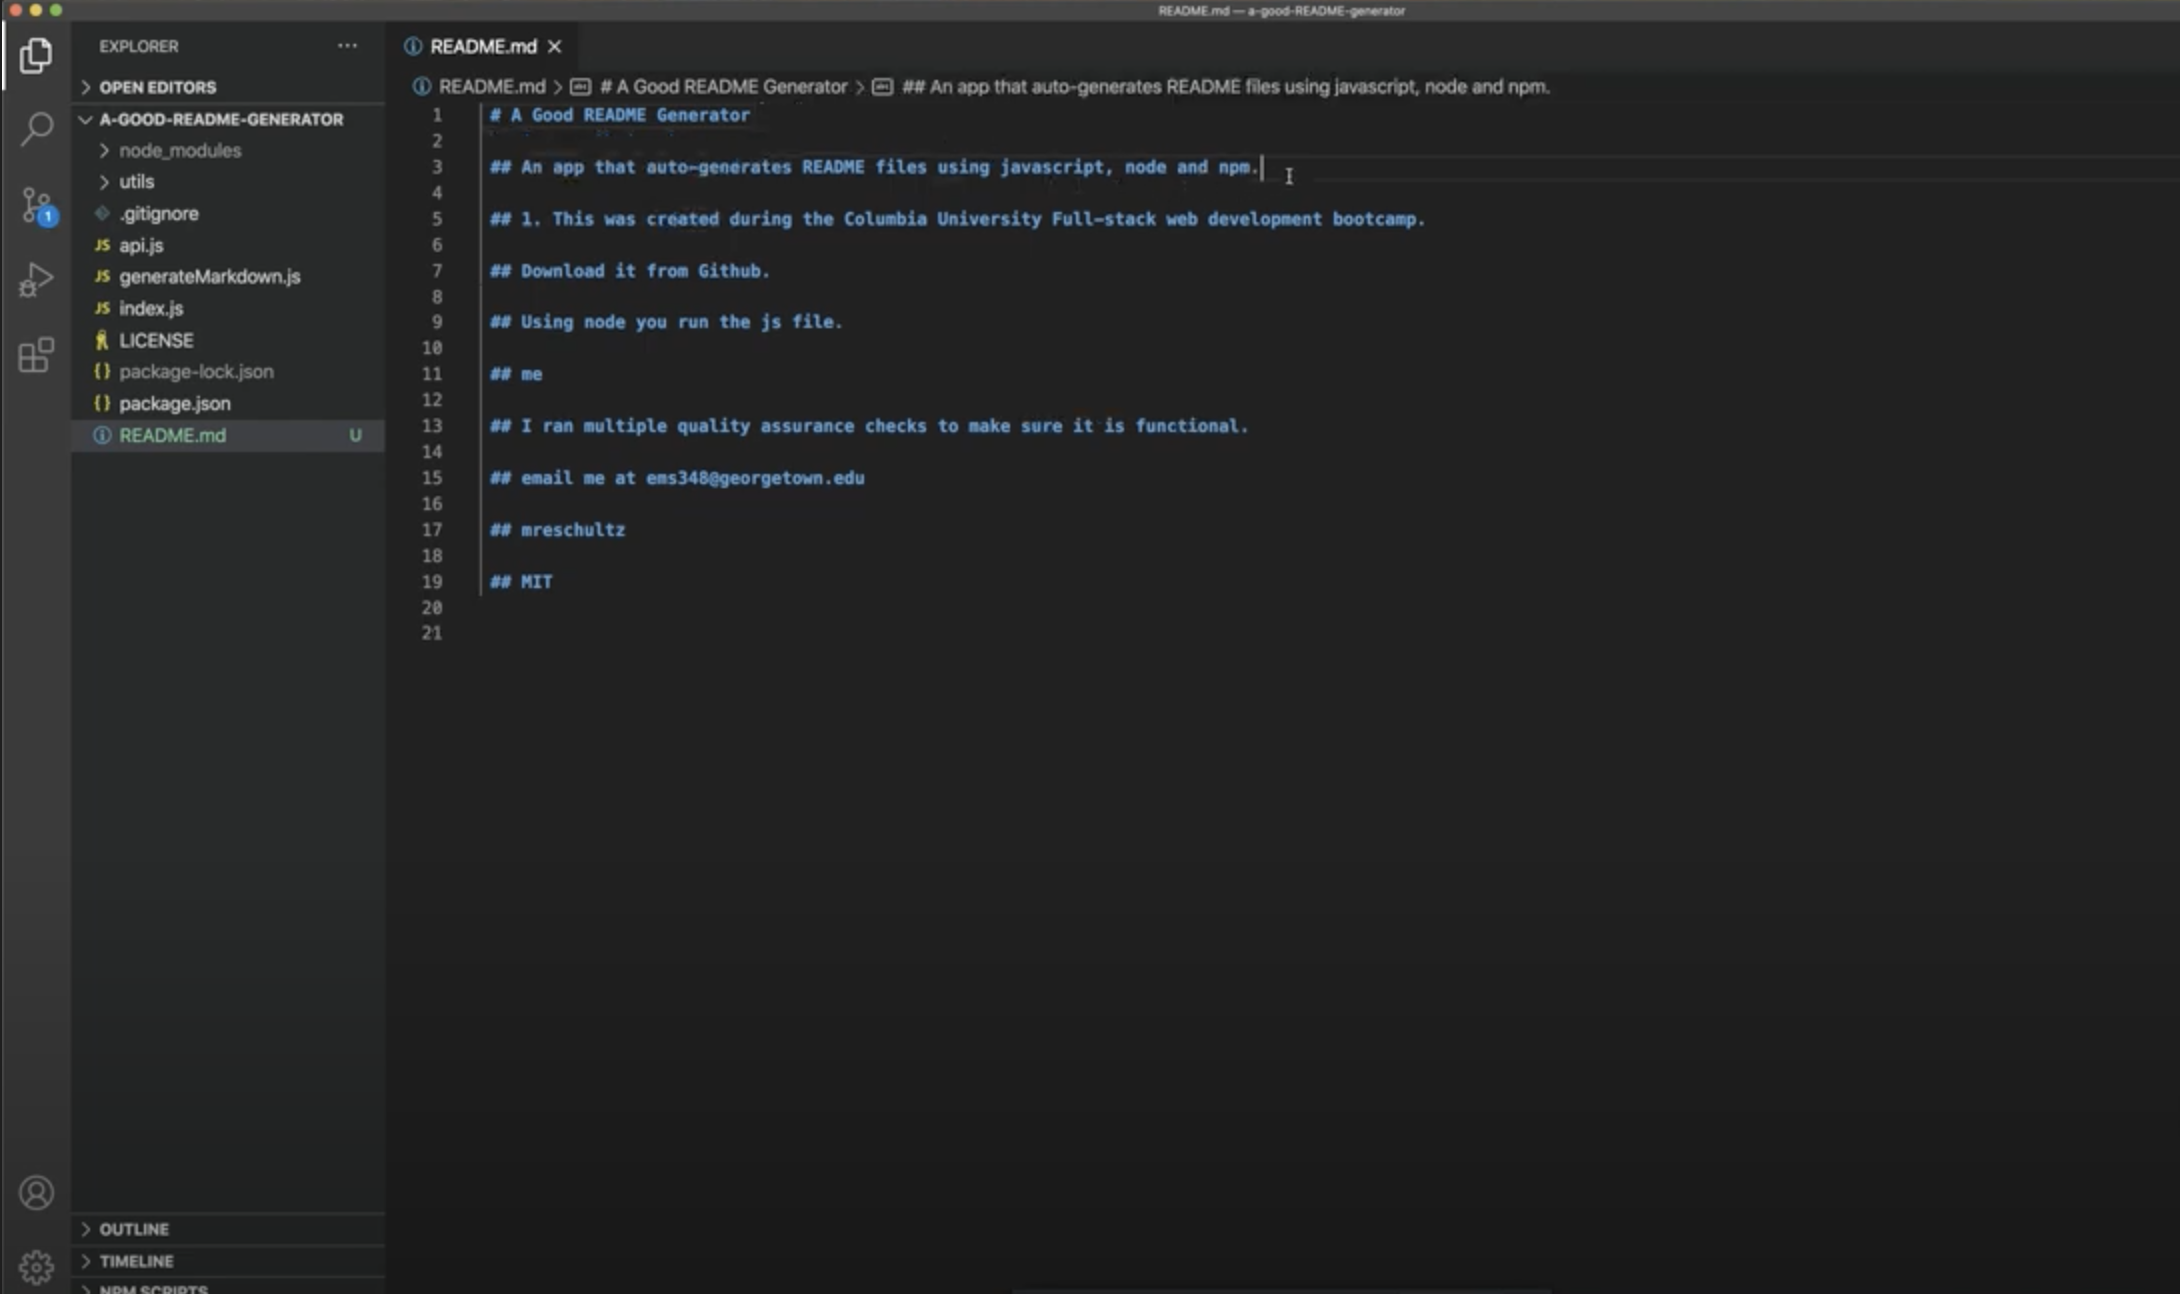 README.md — a-good-README-generator
EXPLORER
OPEN EDITORS
A-GOOD-README-GENERATOR
node_modules
utils
.gitignore
JS api.js
JS generateMarkdown.js
JS index.js
LICENSE
{} package-lock.json
{} package.json
README.md U
1
OUTLINE
TIMELINE
NPM SCRIPTS
README.md
README.md > # A Good README Generator > ## An app that auto-generates README files using javascript, node and npm.
1 # A Good README Generator
2
3 ## An app that auto-generates README files using javascript, node and npm.
4
5 ## 1. This was created during the Columbia University Full-stack web development bootcamp.
6
7 ## Download it from Github.
8
9 ## Using node you run the js file.
10
11 ## me
12
13 ## I ran multiple quality assurance checks to make sure it is functional.
14
15 ## email me at ems348@georgetown.edu
16
17 ## mreschultz
18
19 ## MIT
20
21